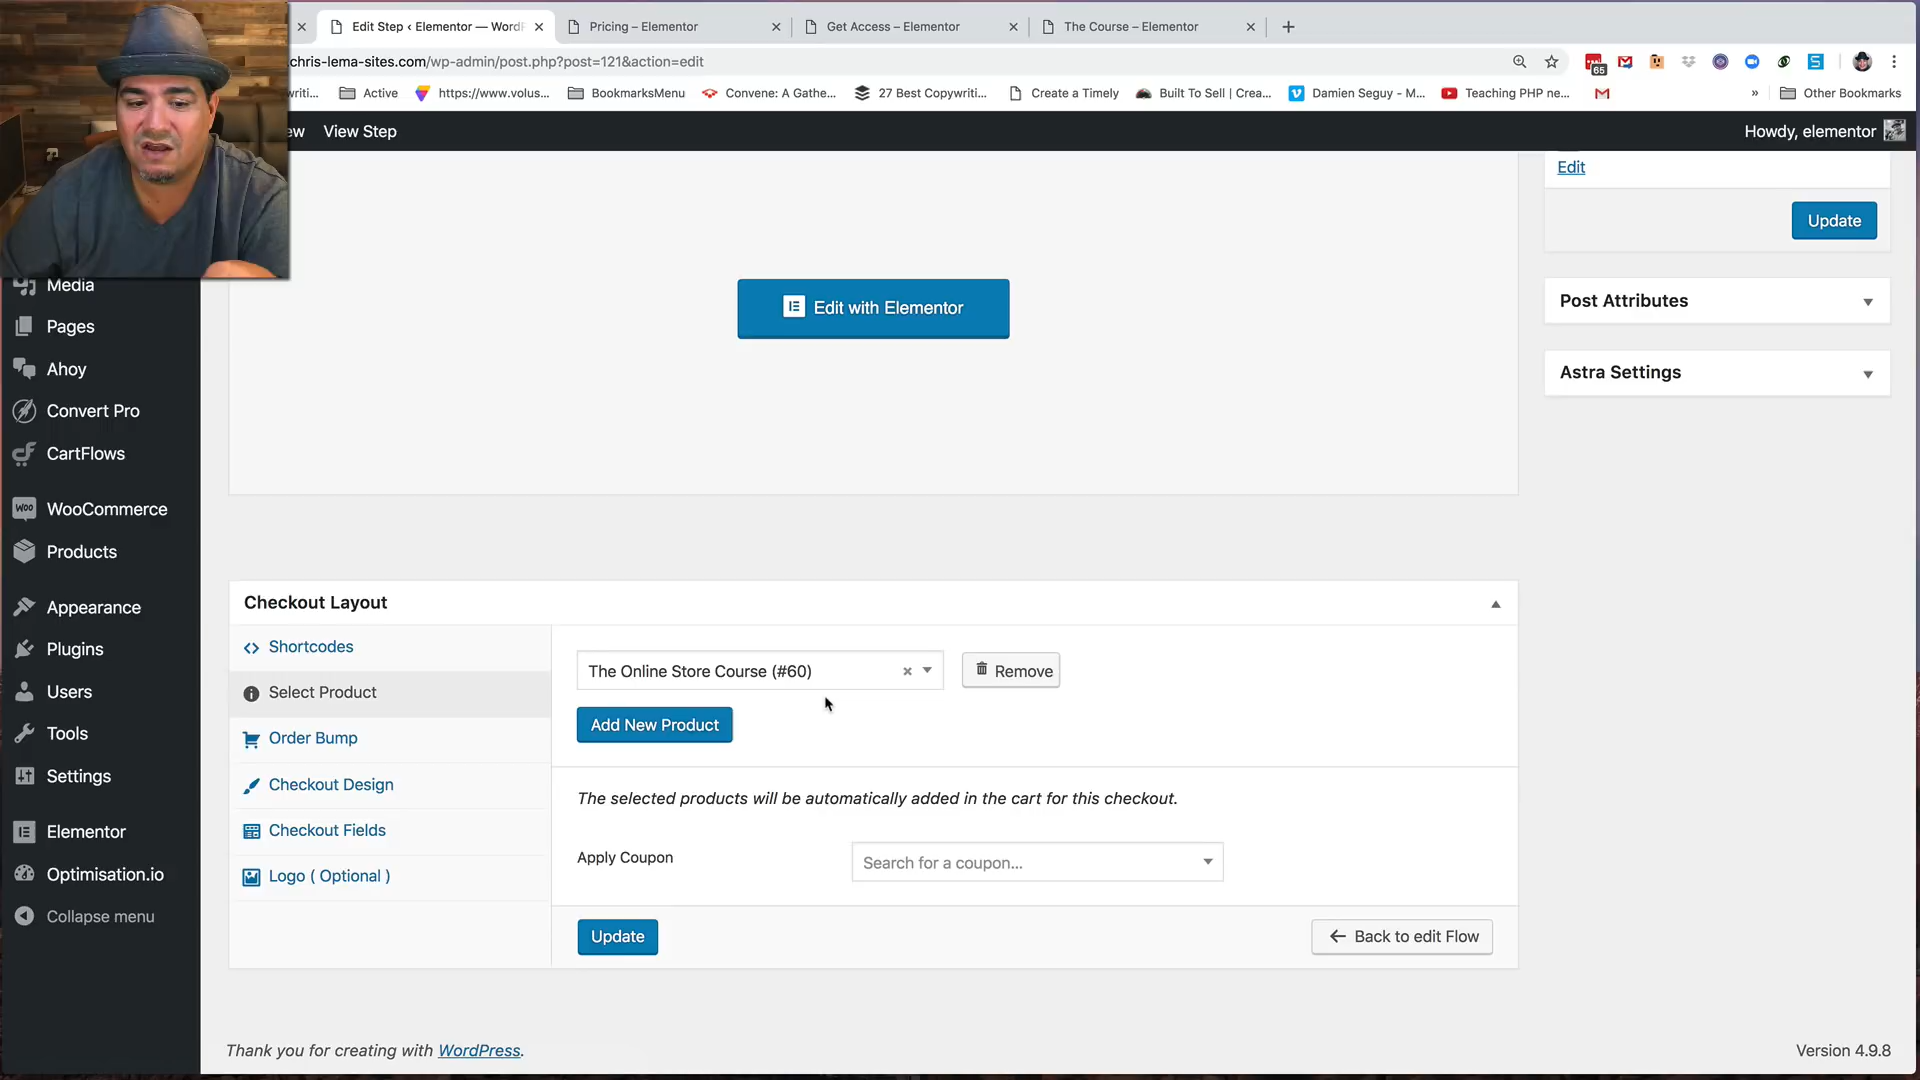 Edit Step ‹ Elementor — WordP
Pricing – Elementor
Get Access – Elementor
The Course – Elementor
chris-lema-sites.com/wp-admin/post.php?post=121&action=edit
65
writi...
Active
https://www.volus...
BookmarksMenu
Convene: A Gathe...
27 Best Copywriti...
Create a Timely
Built To Sell | Crea...
Damien Seguy - M...
Teaching PHP ne...
»
Other Bookmarks
ew
View Step
Howdy, elementor
Edit
Update
Media
Pages
Ahoy
Convert Pro
CartFlows
WooCommerce
Products
Appearance
Plugins
Users
Tools
Settings
Elementor
Optimisation.io
Collapse menu
Edit with Elementor
Post Attributes
Astra Settings
Checkout Layout
Shortcodes
Select Product
Order Bump
Checkout Design
Checkout Fields
Logo ( Optional )
The Online Store Course (#60)
× 
Remove
Add New Product
The selected products will be automatically added in the cart for this checkout.
Apply Coupon
Search for a coupon...
Update
Back to edit Flow
Thank you for creating with WordPress.
Version 4.9.8